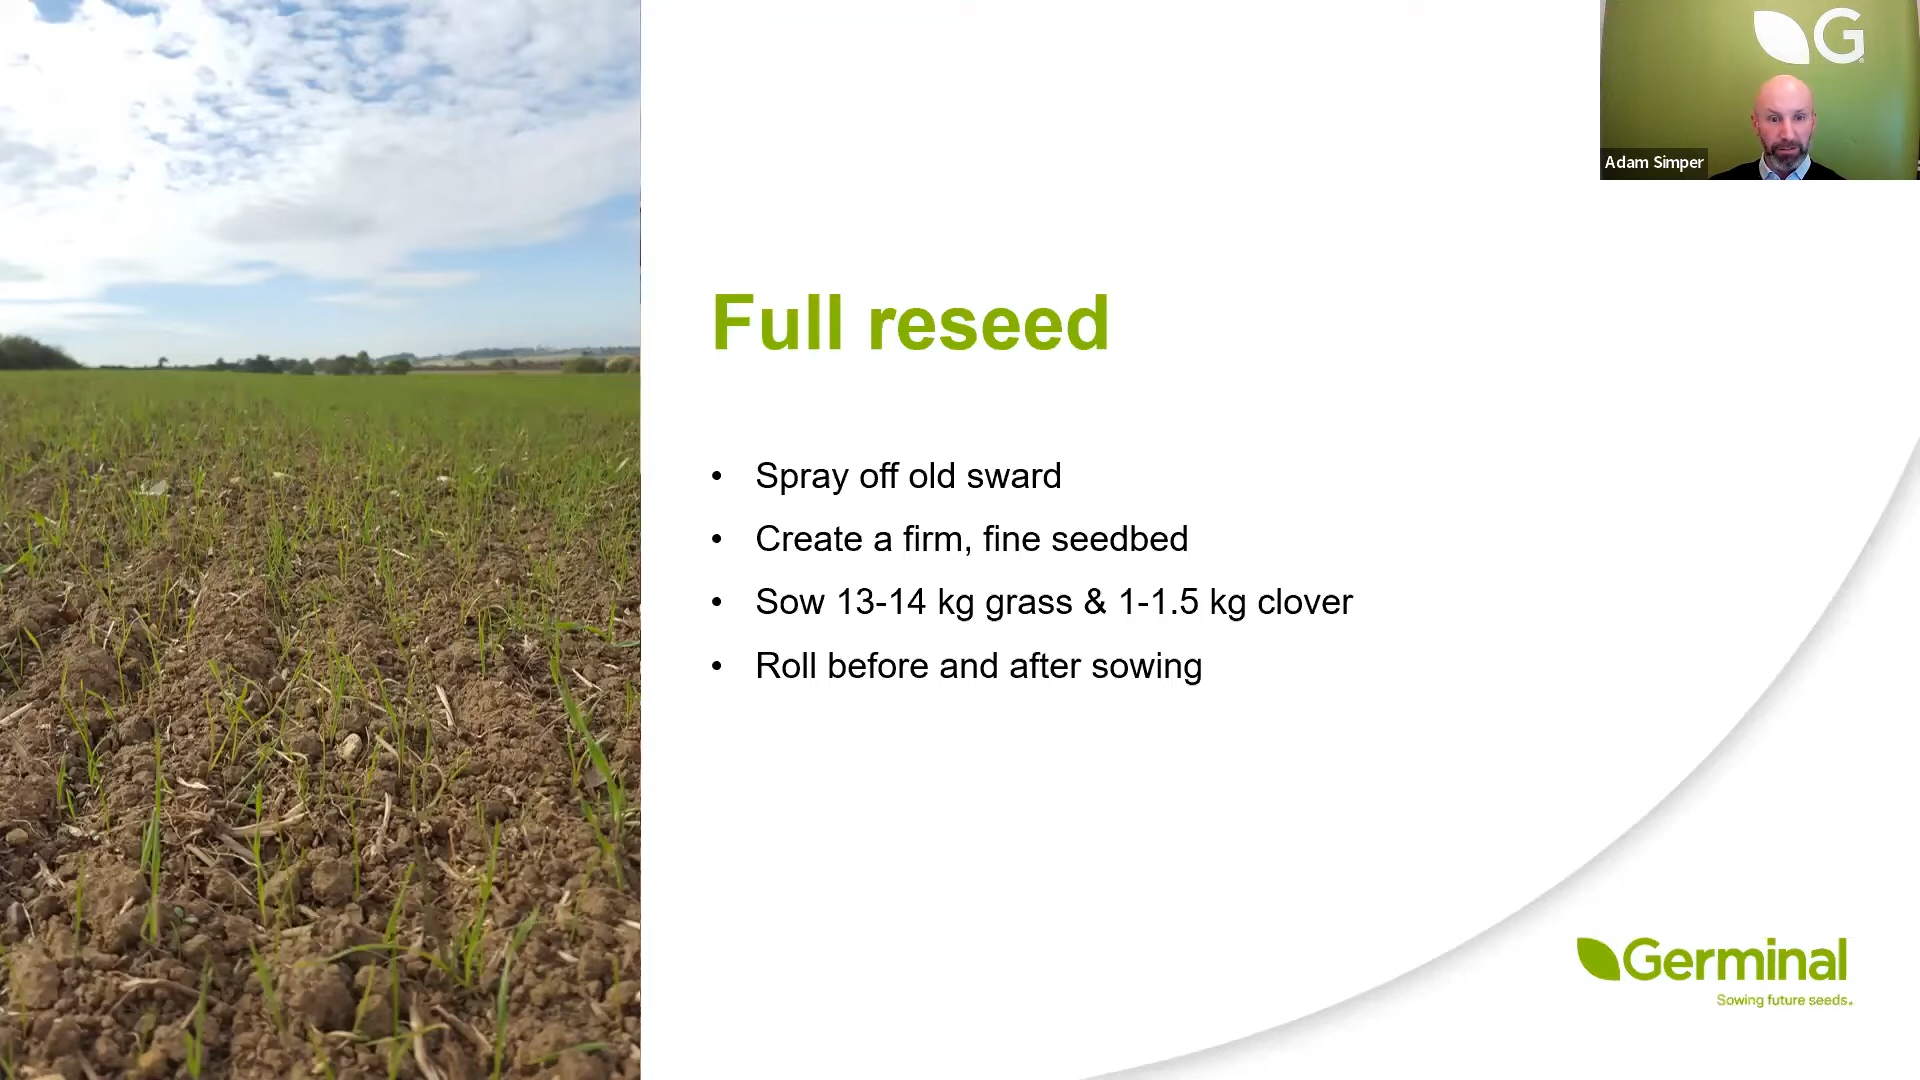 G
Adam Simper
Full reseed
• Spray off old sward
• Create a firm, fine seedbed
• Sow 13-14 kg grass & 1-1.5 kg clover
• Roll before and after sowing
Germinal
Sowing future seeds.